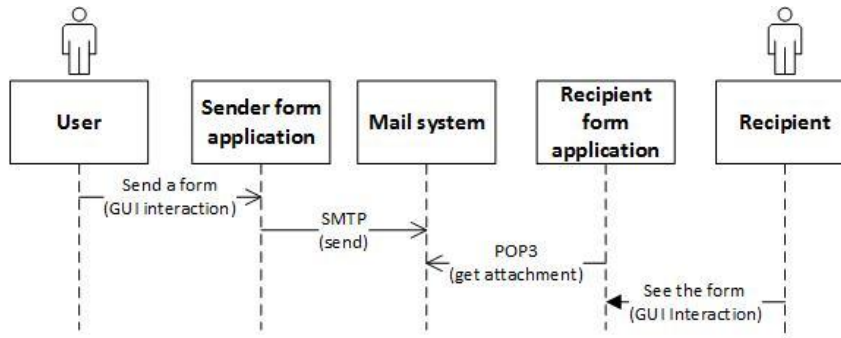 User
Sender form
application
Mail system
Recipient
form
application
Recipient
Send a form
(GUI interaction)
SMTP
(send)
POP3
(get attachment)
See the form
(GUI Interaction)